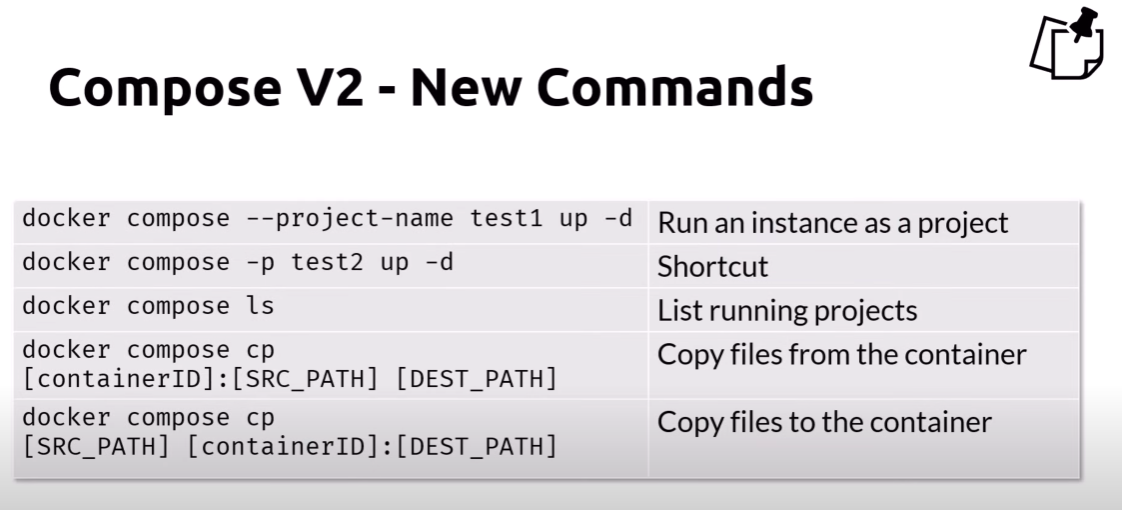 Compose V2 - New Commands
docker compose --project-name test1 up -d Run an instance as a project
docker compose -p test2 up -d Shortcut
docker compose ls List running projects
docker compose cp Copy files from the container
[containerID]:[SRC_PATH] [DEST_PATH]
docker compose cp Copy files to the container
[SRC_PATH] [containerID]:[DEST_PATH]